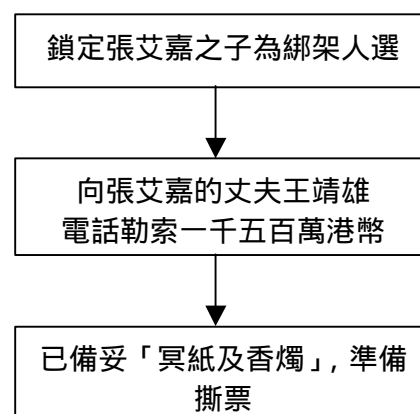 鎖定張艾嘉之子為綁架人選
向張艾嘉的丈夫王靖雄
電話勒索一千五百萬港幣
已備妥「冥紙及香燭」, 準備
撕票